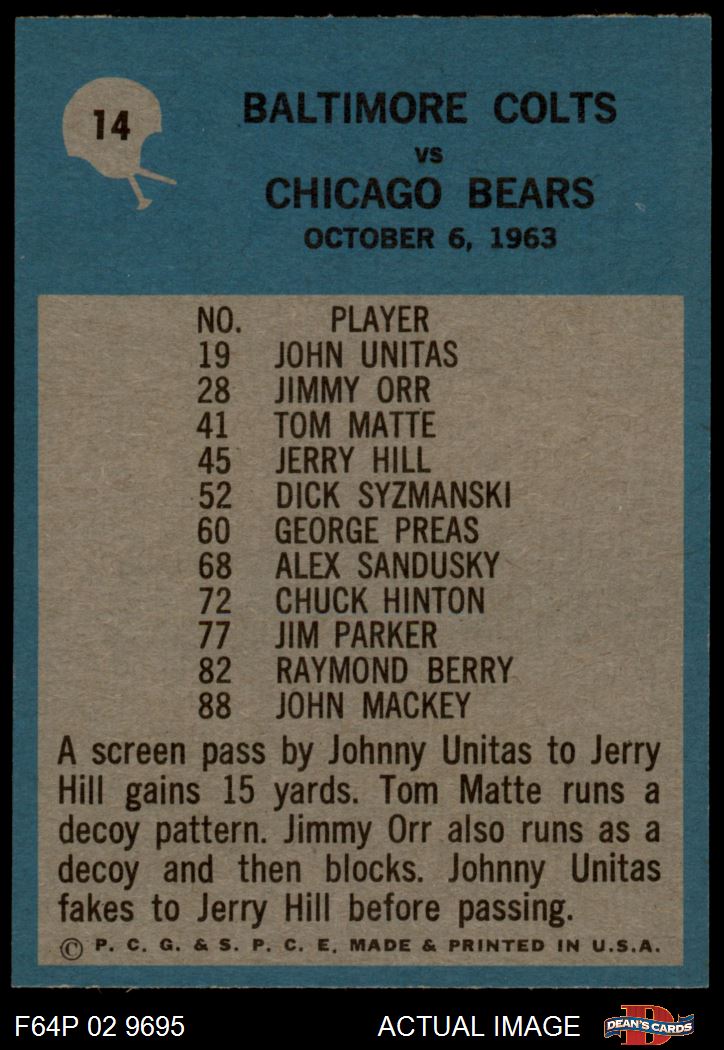 14
BALTIMORE COLTS
VS
CHICAGO BEARS
OCTOBER 6, 1963
NO. PLAYER
19 JOHN UNITAS
28 JIMMY ORR
41 TOM MATTE
45 JERRY HILL
52 DICK SYZMANSKI
60 GEORGE PREAS
68 ALEX SANDUSKY
72 CHUCK HINTON
77 JIM PARKER
82 RAYMOND BERRY
88 JOHN MACKEY
A screen pass by Johnny Unitas to Jerry
Hill gains 15 yards. Tom Matte runs a
decoy pattern. Jimmy Orr also runs as a
decoy and then blocks. Johnny Unitas
fakes to Jerry Hill before passing.
© P. C. G. & S. P. C. E. MADE & PRINTED IN U.S.A.
F64P 02 9695 ACTUAL IMAGE
D
DEAN'S CARDS